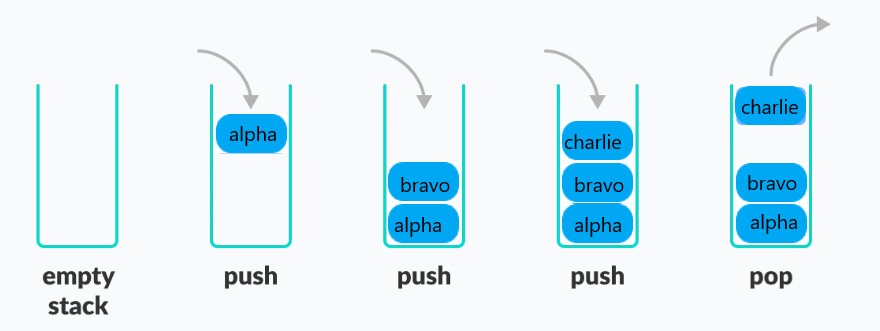 alpha
bravo
alpha
charlie
bravo
alpha
charlie
bravo
alpha
empty
stack
push
push
push
pop